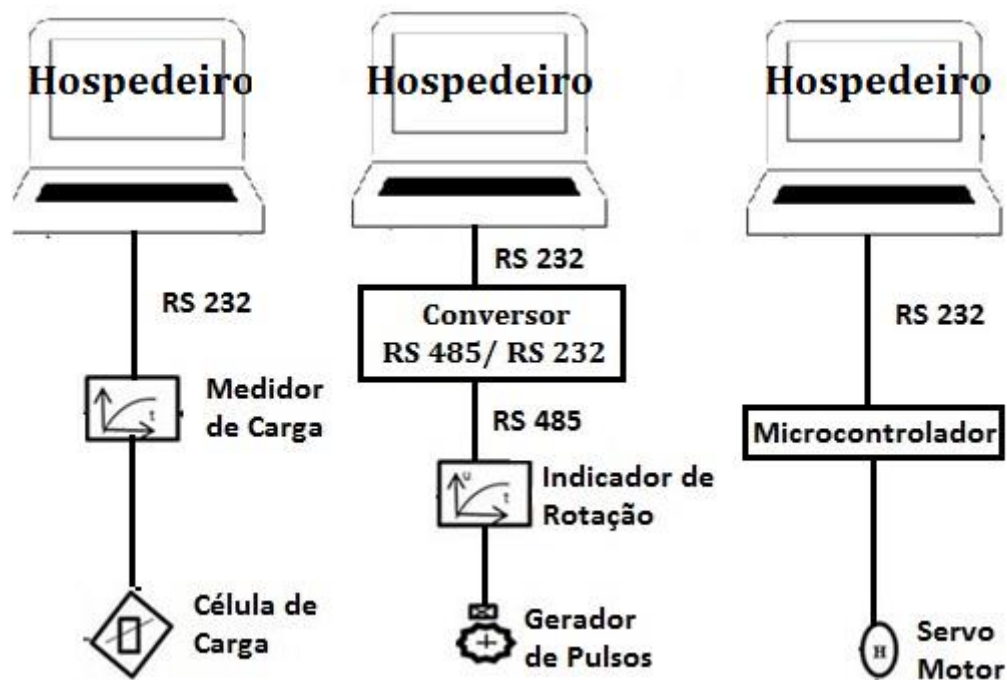 Hospedeiro
RS 232
Medidor
de Carga
t
Célula de
Carga
Hospedeiro
RS 232
Conversor
RS 485/ RS 232
RS 485
Indicador de
Rotação
u
t
Gerador
de Pulsos
Hospedeiro
RS 232
Microcontrolador
Servo
Motor
H